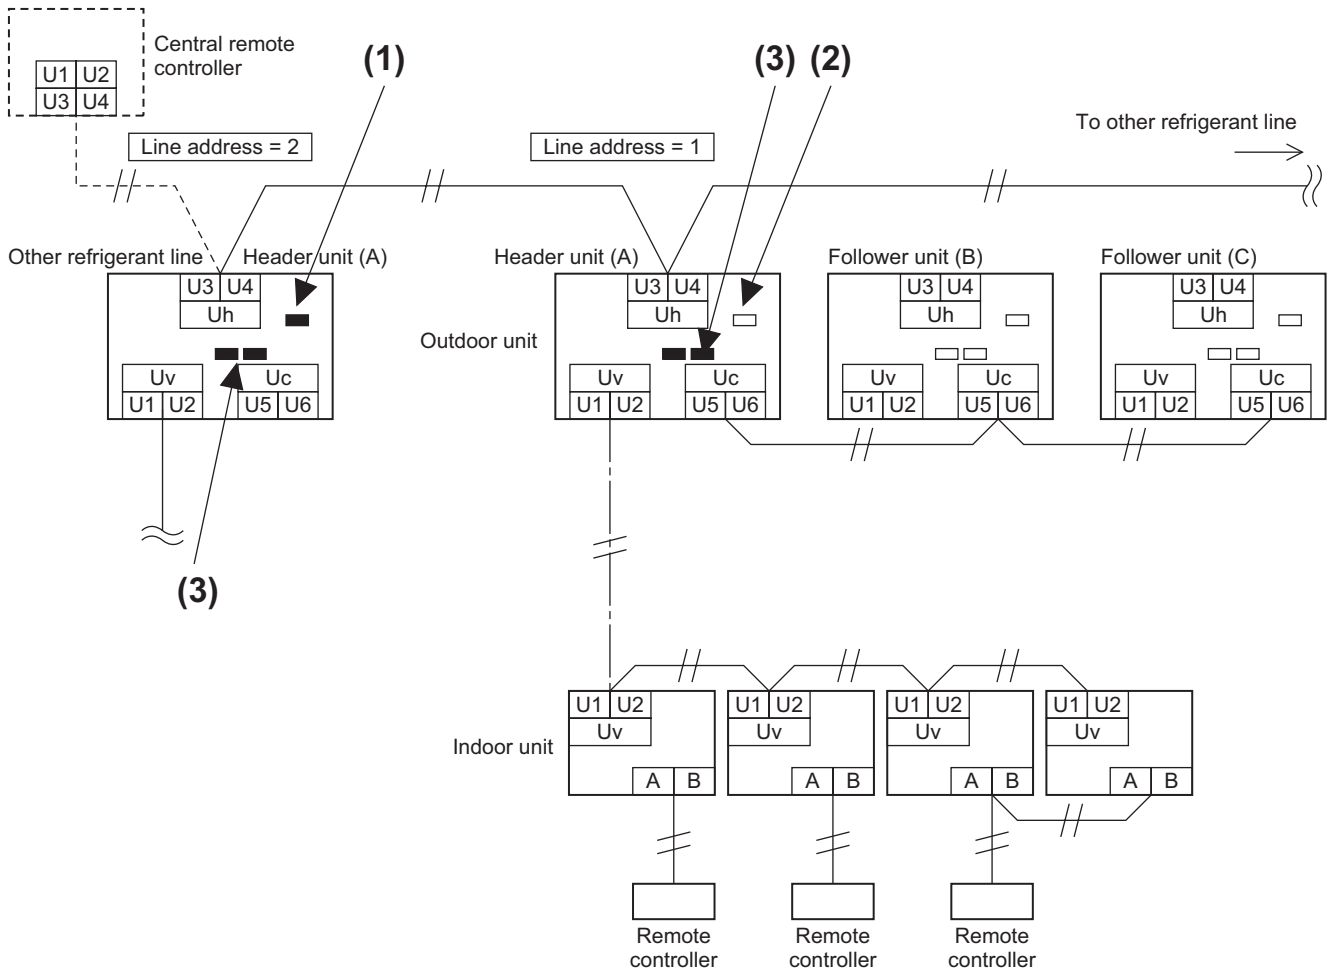 Central remote
controller
U1 U2
U3 U4
(1)
(3) (2)
To other refrigerant line
Line address = 2
Line address = 1
Other refrigerant line
Header unit (A)
U3 U4
Uh
Uv
Uc
U1 U2
U5 U6
(3)
Outdoor unit
Header unit (A)
U3 U4
Uh
Uv
Uc
U1 U2
U5 U6
Follower unit (B)
U3 U4
Uh
Uv
Uc
U1 U2
U5 U6
Follower unit (C)
U3 U4
Uh
Uv
Uc
U1 U2
U5 U6
Indoor unit
U1 U2
Uv
A B
U1 U2
Uv
A B
U1 U2
Uv
A B
U1 U2
Uv
A B
Remote
controller
Remote
controller
Remote
controller